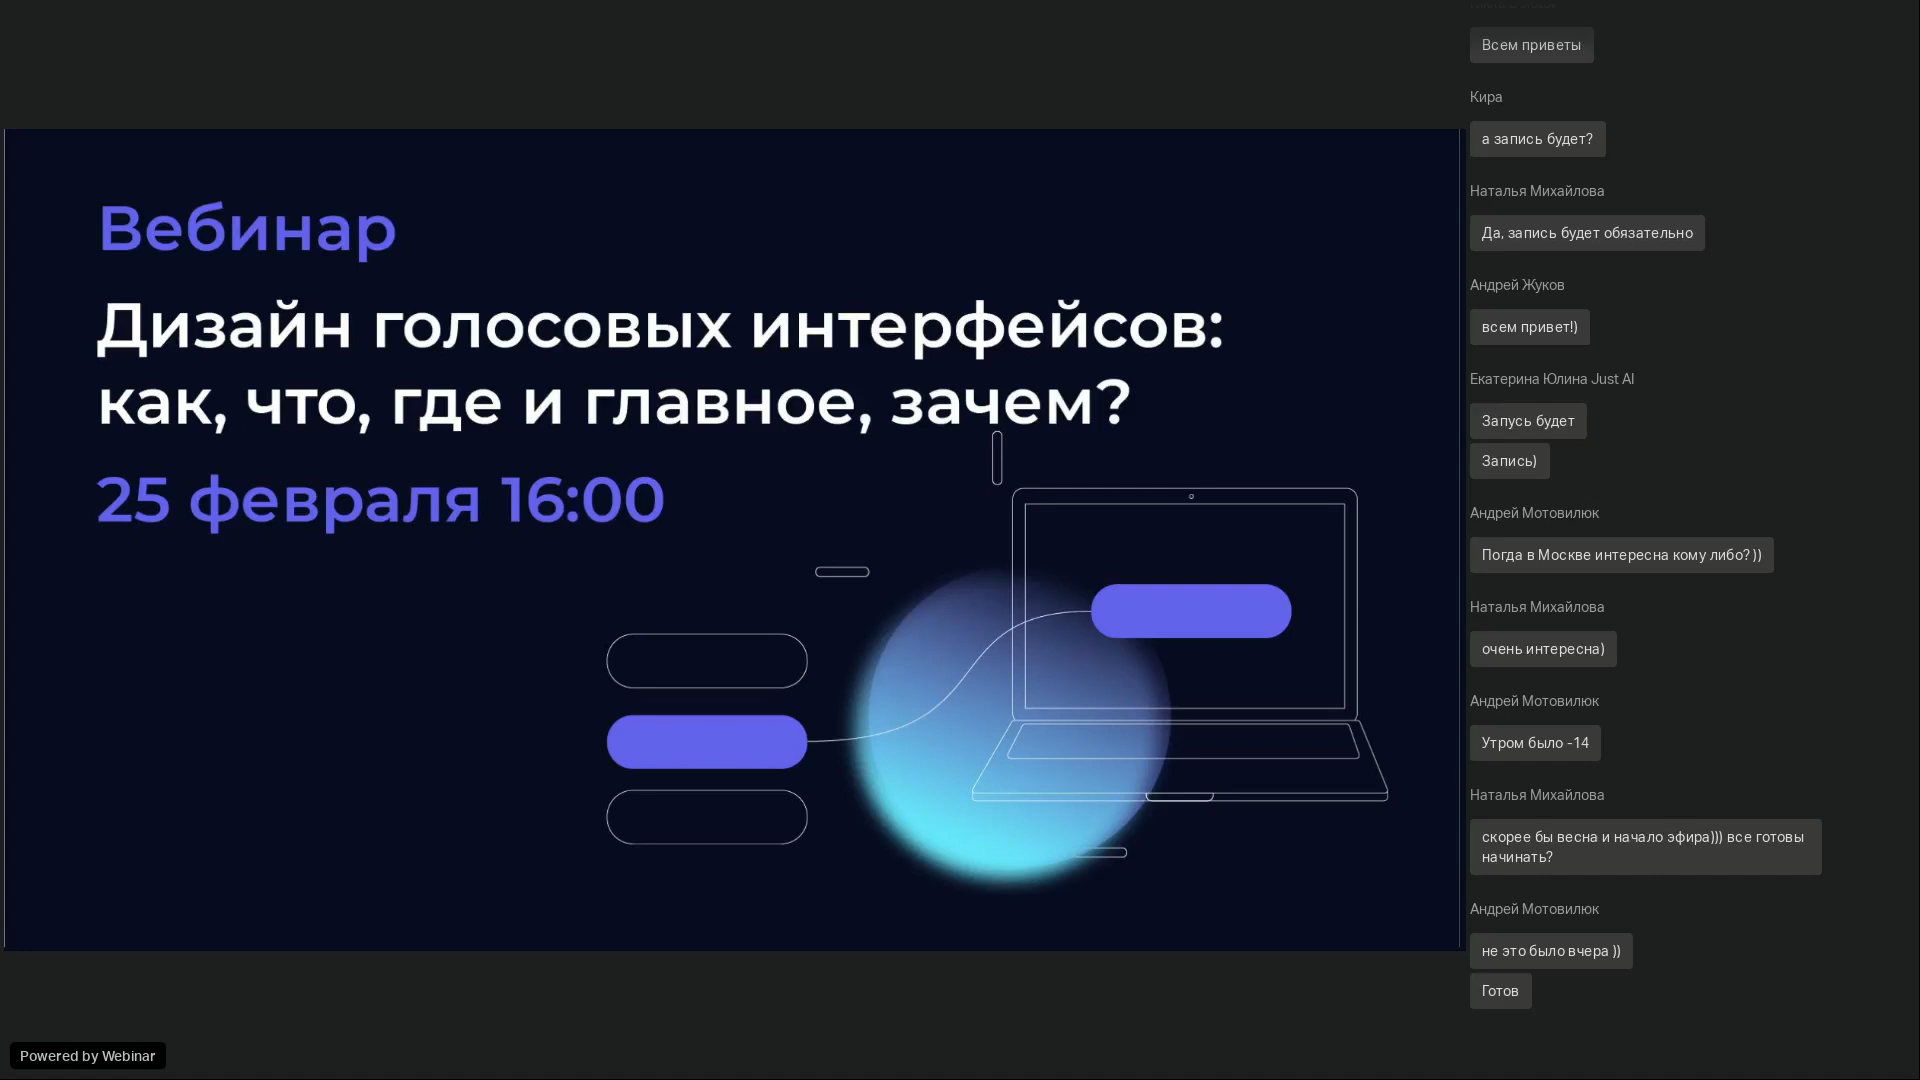 Вебинар
Дизайн голосовых интерфейсов:
как, что, где и главное, зачем?
25 февраля 16:00
Всем приветы
Кира
а запись будет?
Наталья Михайлова
Да, запись будет обязательно
Андрей Жуков
всем привет!)
Екатерина Юлина Just AI
Запусь будет
Запись)
Андрей Мотовилюк
Погда в Москве интересна кому либо? ))
Наталья Михайлова
очень интересна)
Андрей Мотовилюк
Утром было -14
Наталья Михайлова
скорее бы весна и начало эфира))) все готовы
начинать?
Андрей Мотовилюк
не это было вчера ))
Готов
Powered by Webinar